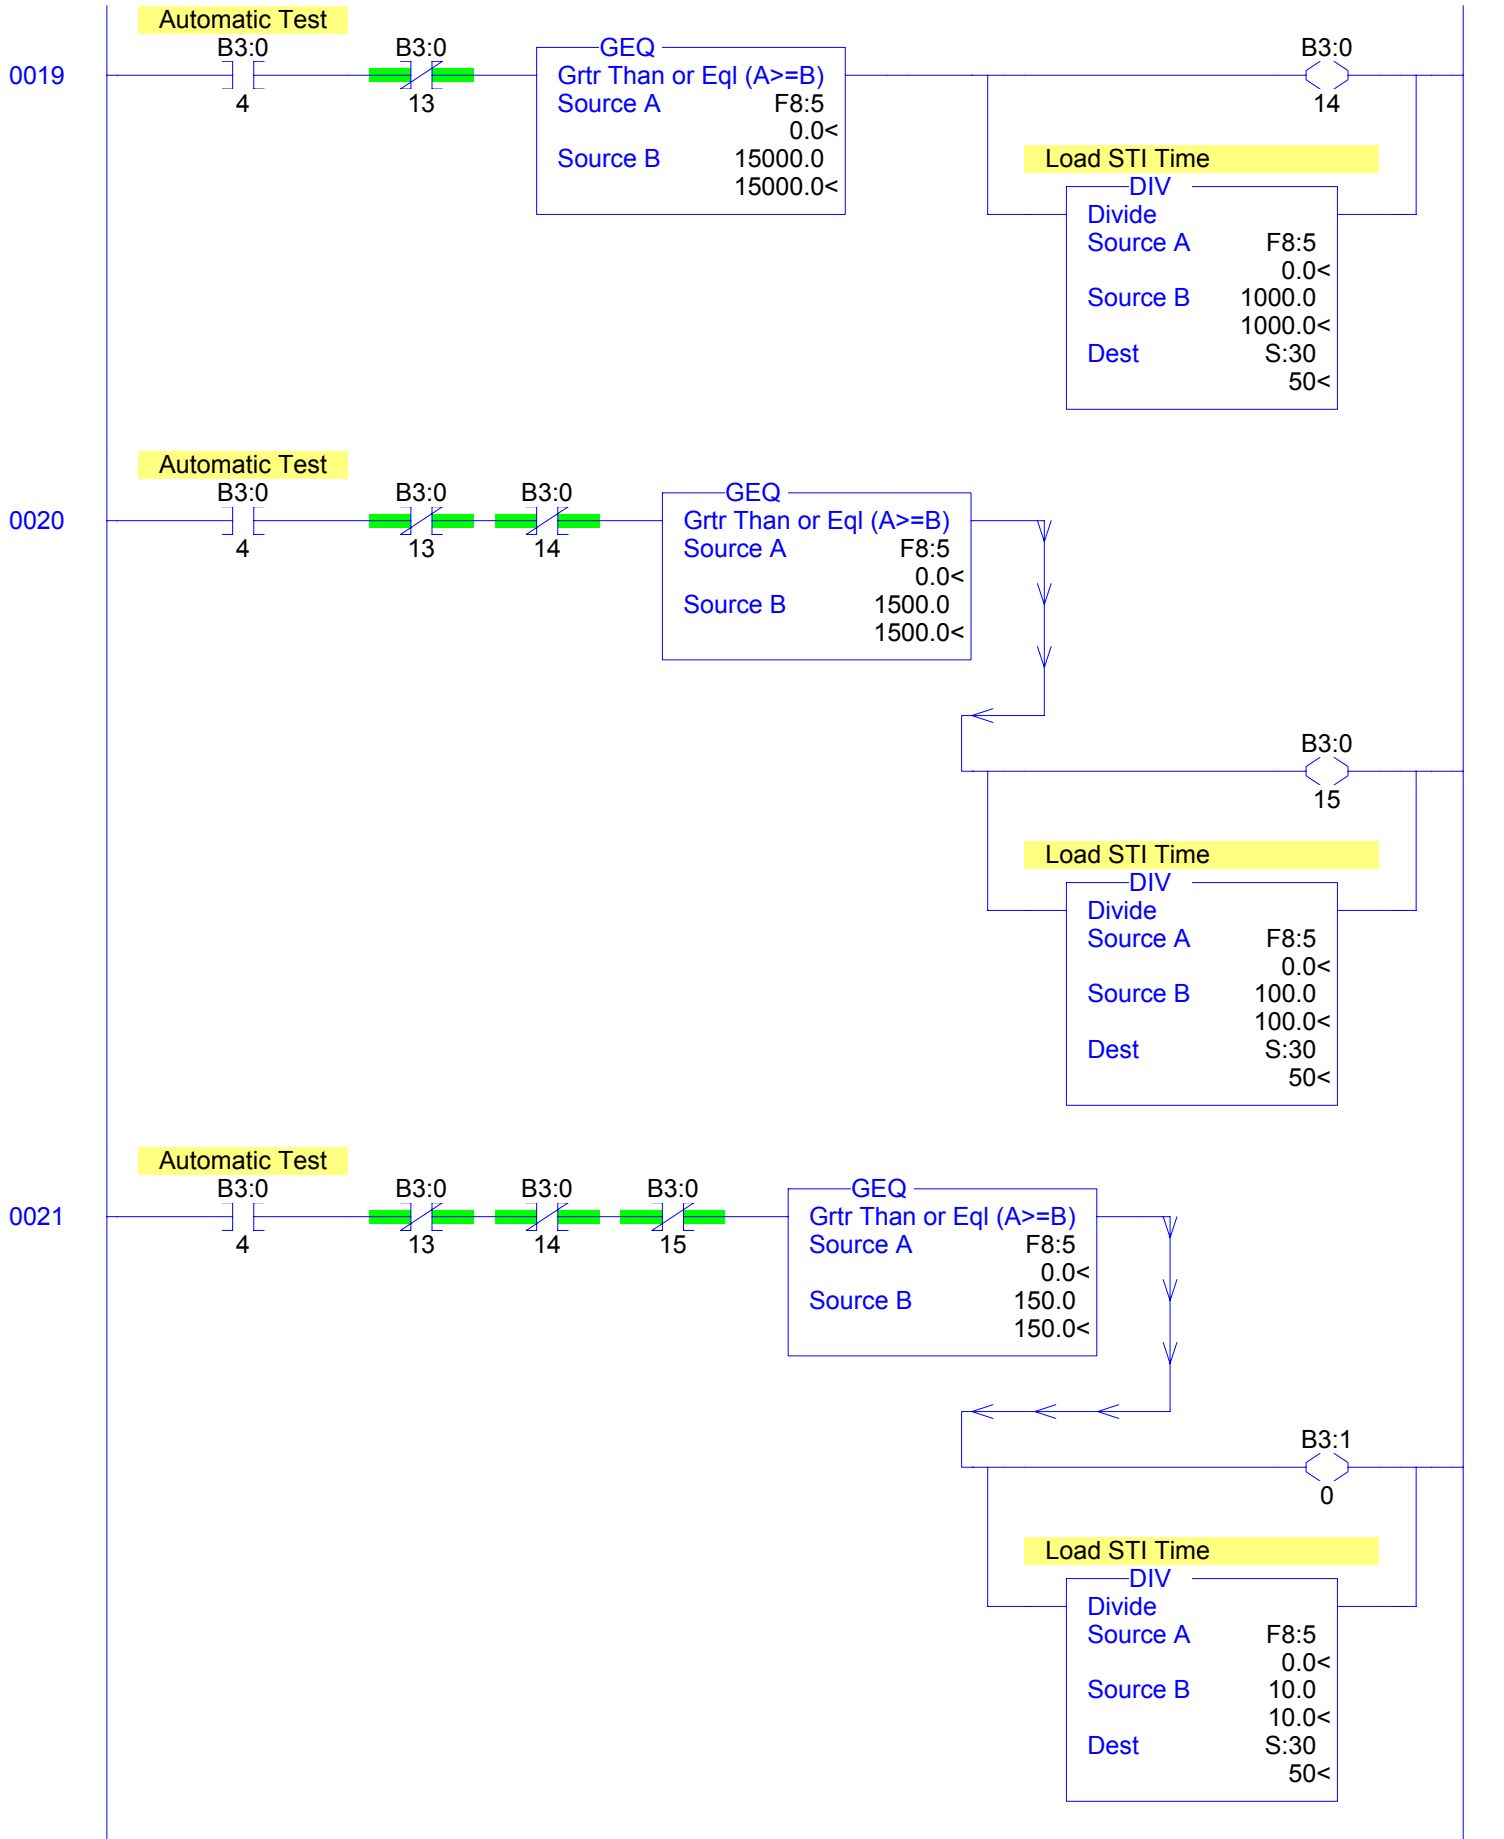 Automatic Test
B3:0 B3:0 GEQ B3:0
0019 Grtr Than or Eql (A>=B)
4 13 Source A F8:5 14
0.0<
Source B 15000.0
15000.0<
Load STI Time
DIV
Divide
Source A F8:5
0.0<
Source B 1000.0
1000.0<
Dest S:30
50<
Automatic Test
B3:0 B3:0 B3:0 GEQ
0020 Grtr Than or Eql (A>=B)
4 13 14 Source A F8:5
0.0<
Source B 1500.0
1500.0<
B3:0
15
Load STI Time
DIV
Divide
Source A F8:5
0.0<
Source B 100.0
100.0<
Dest S:30
50<
Automatic Test
B3:0 B3:0 B3:0 B3:0 GEQ
0021 Grtr Than or Eql (A>=B)
4 13 14 15 Source A F8:5
0.0<
Source B 150.0
150.0<
B3:1
0
Load STI Time
DIV
Divide
Source A F8:5
0.0<
Source B 10.0
10.0<
Dest S:30
50<